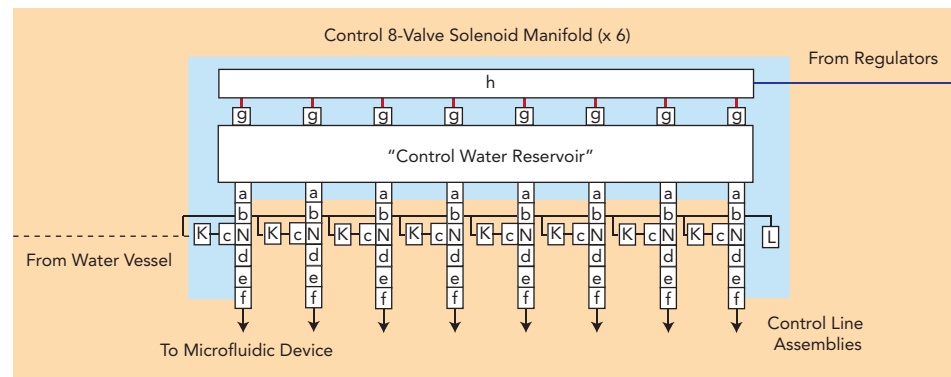 Control 8-Valve Solenoid Manifold (x 6)
From Regulators
h
g g g g g g g g
“Control Water Reservoir”
a a a a a a a a
b b b b b b b b
K c N K c N K c N K c N K c N K c N K c N K c N L
From Water Vessel
d d d d d d d d
e e e e e e e e
f f f f f f f f
Control Line
Assemblies
To Microfluidic Device